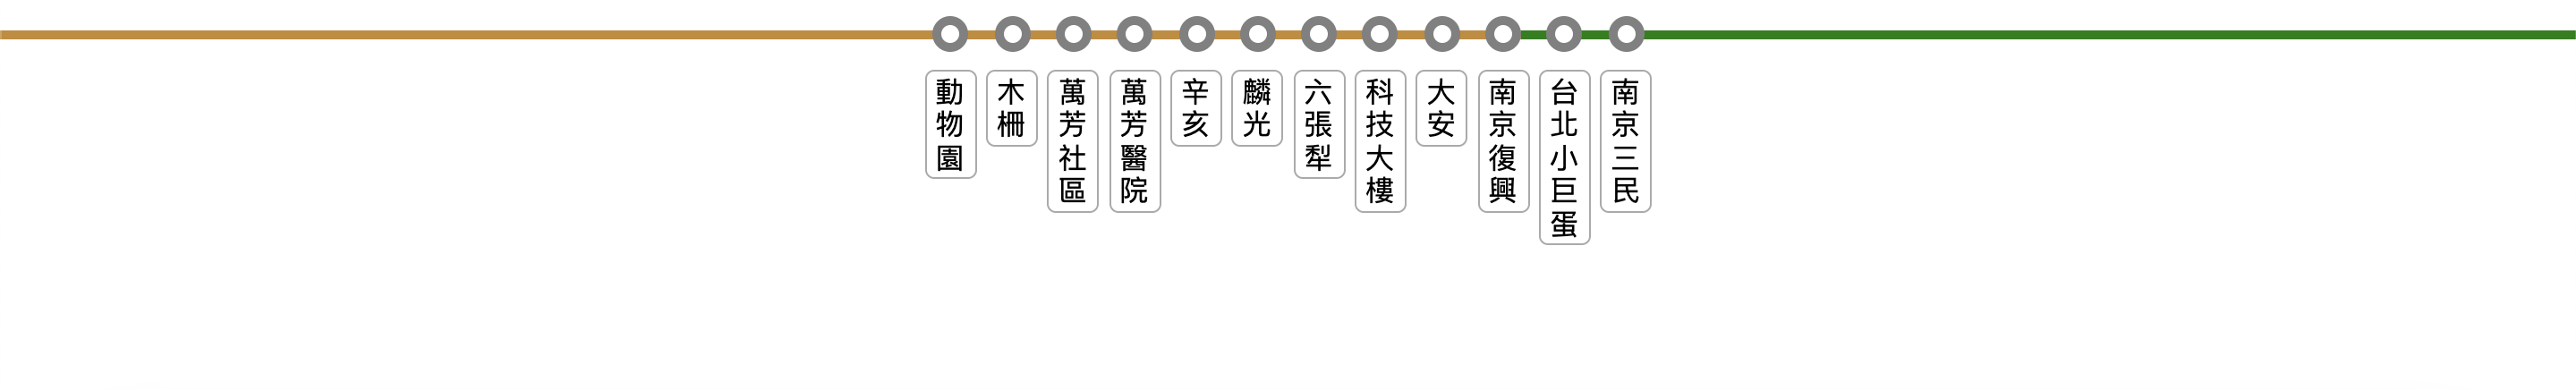 動物園
木柵
萬芳社區
萬芳醫院
辛亥
麟光
六張犁
科技大樓
大安
南京復興
台北小巨蛋
南京三民